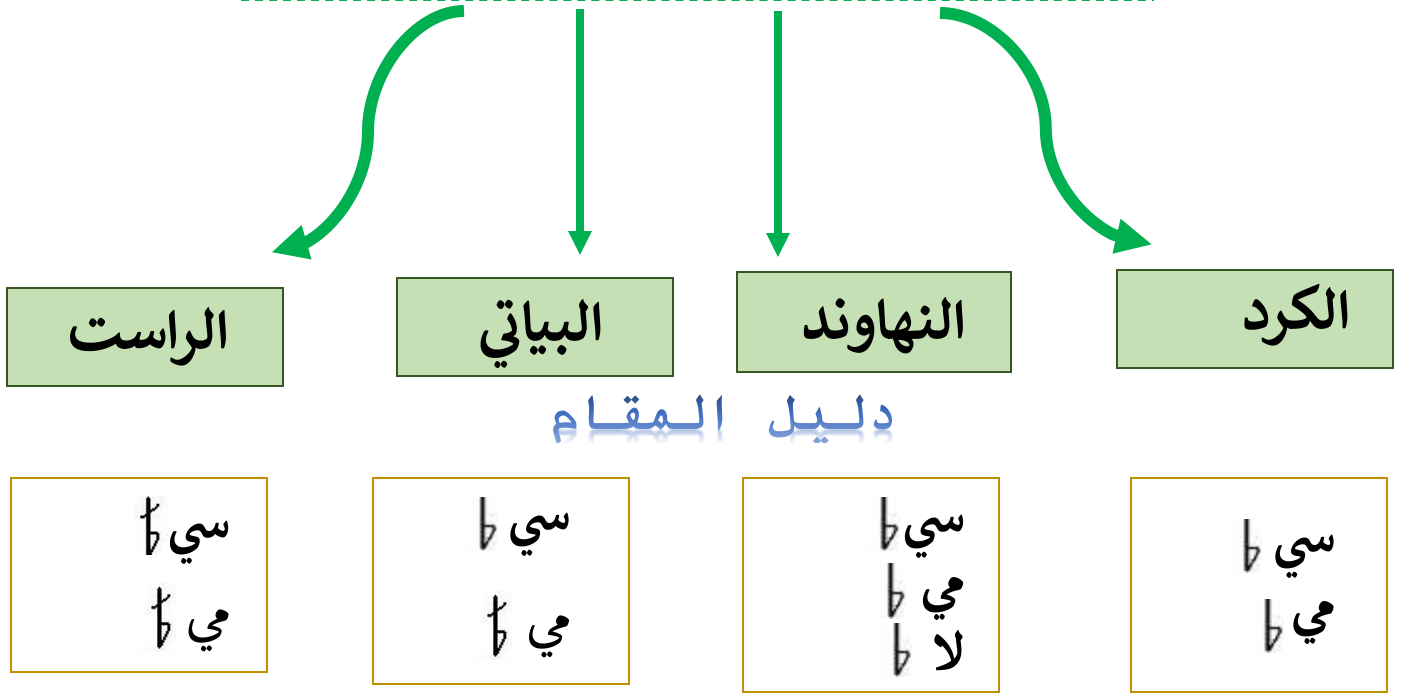 الكرد
النهاوند
البياتي
الراست
دليل المقام
سي ♭
مي ♭
سي ♭
مي ♭
لا ♭
سي ♭
مي 𝄳
سي 𝄳
مي 𝄳